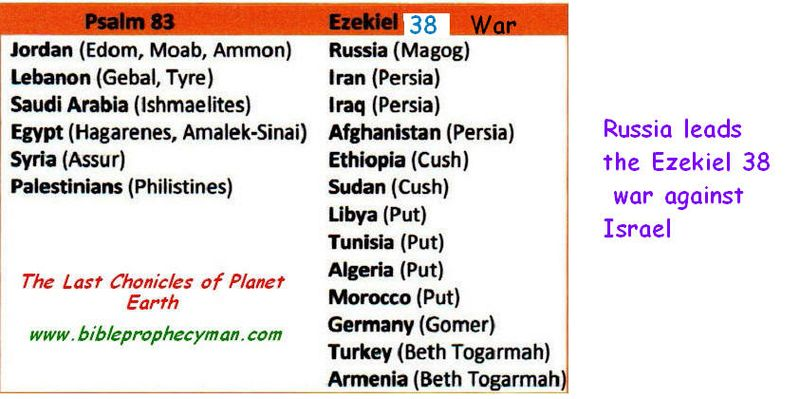 Psalm 83
Jordan (Edom, Moab, Ammon)
Lebanon (Gebal, Tyre)
Saudi Arabia (Ishmaelites)
Egypt (Hagarenes, Amalek-Sinai)
Syria (Assur)
Palestinians (Philistines)
The Last Chonicles of Planet
Earth
www.bibleprophecyman.com
Ezekiel 38 War
Russia (Magog)
Iran (Persia)
Iraq (Persia)
Afghanistan (Persia)
Ethiopia (Cush)
Sudan (Cush)
Libya (Put)
Tunisia (Put)
Algeria (Put)
Morocco (Put)
Germany (Gomer)
Turkey (Beth Togarmah)
Armenia (Beth Togarmah)
Russia leads
the Ezekiel 38
war against
Israel